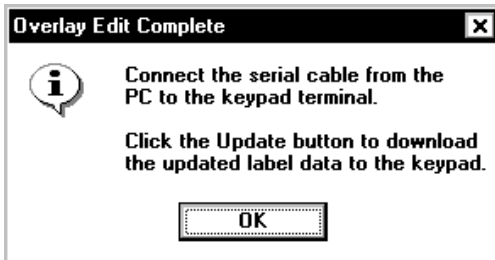 Overlay Edit Complete
Connect the serial cable from the
PC to the keypad terminal.
Click the Update button to download
the updated label data to the keypad.
OK